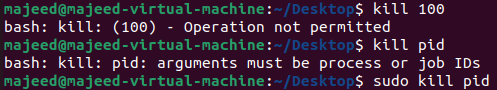 majeed@majeed-virtual-machine:~/Desktop$ kill 100
bash: kill: (100) - Operation not permitted
majeed@majeed-virtual-machine:~/Desktop$ kill pid
bash: kill: pid: arguments must be process or job IDs
majeed@majeed-virtual-machine:~/Desktop$ sudo kill pid